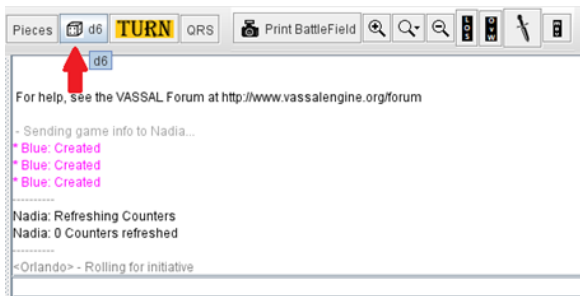 Pieces d6 TURN QRS Print BattleField LOS OVW
d6
For help, see the VASSAL Forum at http://www.vassalengine.org/forum
- Sending game info to Nadia...
* Blue: Created
* Blue: Created
* Blue: Created
----------
Nadia: Refreshing Counters
Nadia: 0 Counters refreshed
----------
<Orlando> - Rolling for initiative